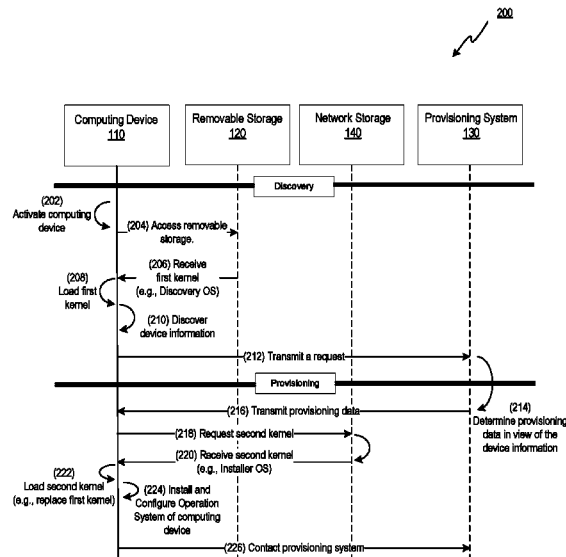 200
Computing Device
110
Removable Storage
120
Network Storage
140
Provisioning System
130
Discovery
(202)
Activate computing
device
(204) Access removable
storage.
(206) Receive
first kernel
(e.g., Discovery OS)
(208)
Load first
kernel
(210) Discover
device information
(212) Transmit a request
Provisioning
(214)
Determine provisioning
data in view of the
device information
(216) Transmit provisioning data
(218) Request second kernel
(220) Receive second kernel
(e.g., Installer OS)
(222)
Load second kernel
(e.g., replace first kernel)
(224) Install and
Configure Operation
System of computing
device
(226) Contact provisioning system